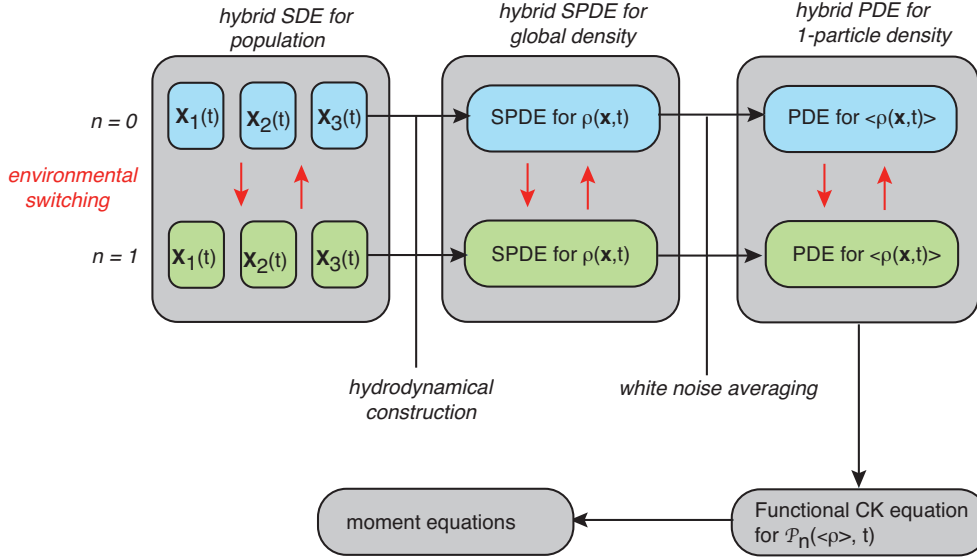 hybrid SDE for
population
hybrid SPDE for
global density
hybrid PDE for
1-particle density
n = 0
X₁(t) X₂(t) X₃(t)
SPDE for ρ(x,t)
PDE for <ρ(x,t)>
environmental
switching
n = 1
X₁(t) X₂(t) X₃(t)
SPDE for ρ(x,t)
PDE for <ρ(x,t)>
hydrodynamical
construction
white noise averaging
moment equations
Functional CK equation
for 𝒫ₙ(<ρ>, t)